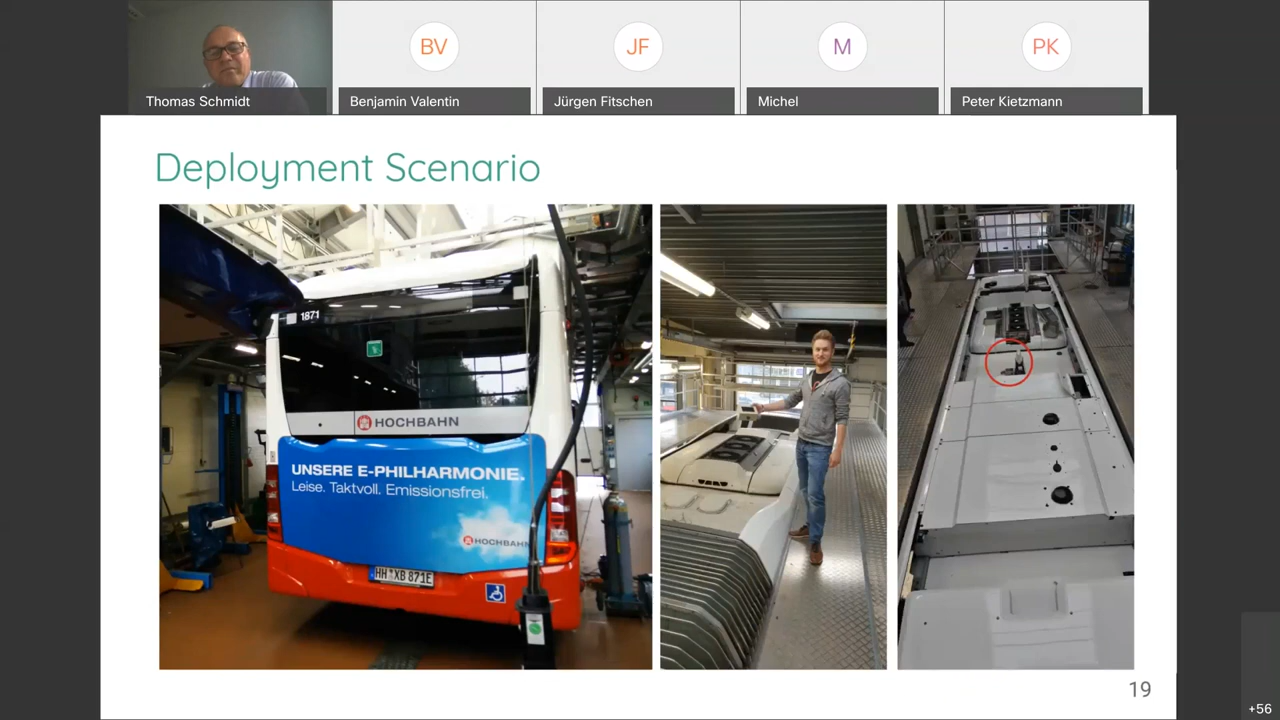 BV
JF
M
PK
Thomas Schmidt
Benjamin Valentin
Jürgen Fitschen
Michel
Peter Kietzmann
Deployment Scenario
1871
HOCHBAHN
UNSERE E-PHILHARMONIE.
Leise. Taktvoll. Emissionsfrei.
HOCHBAHN
HH XB 871E
19
+56